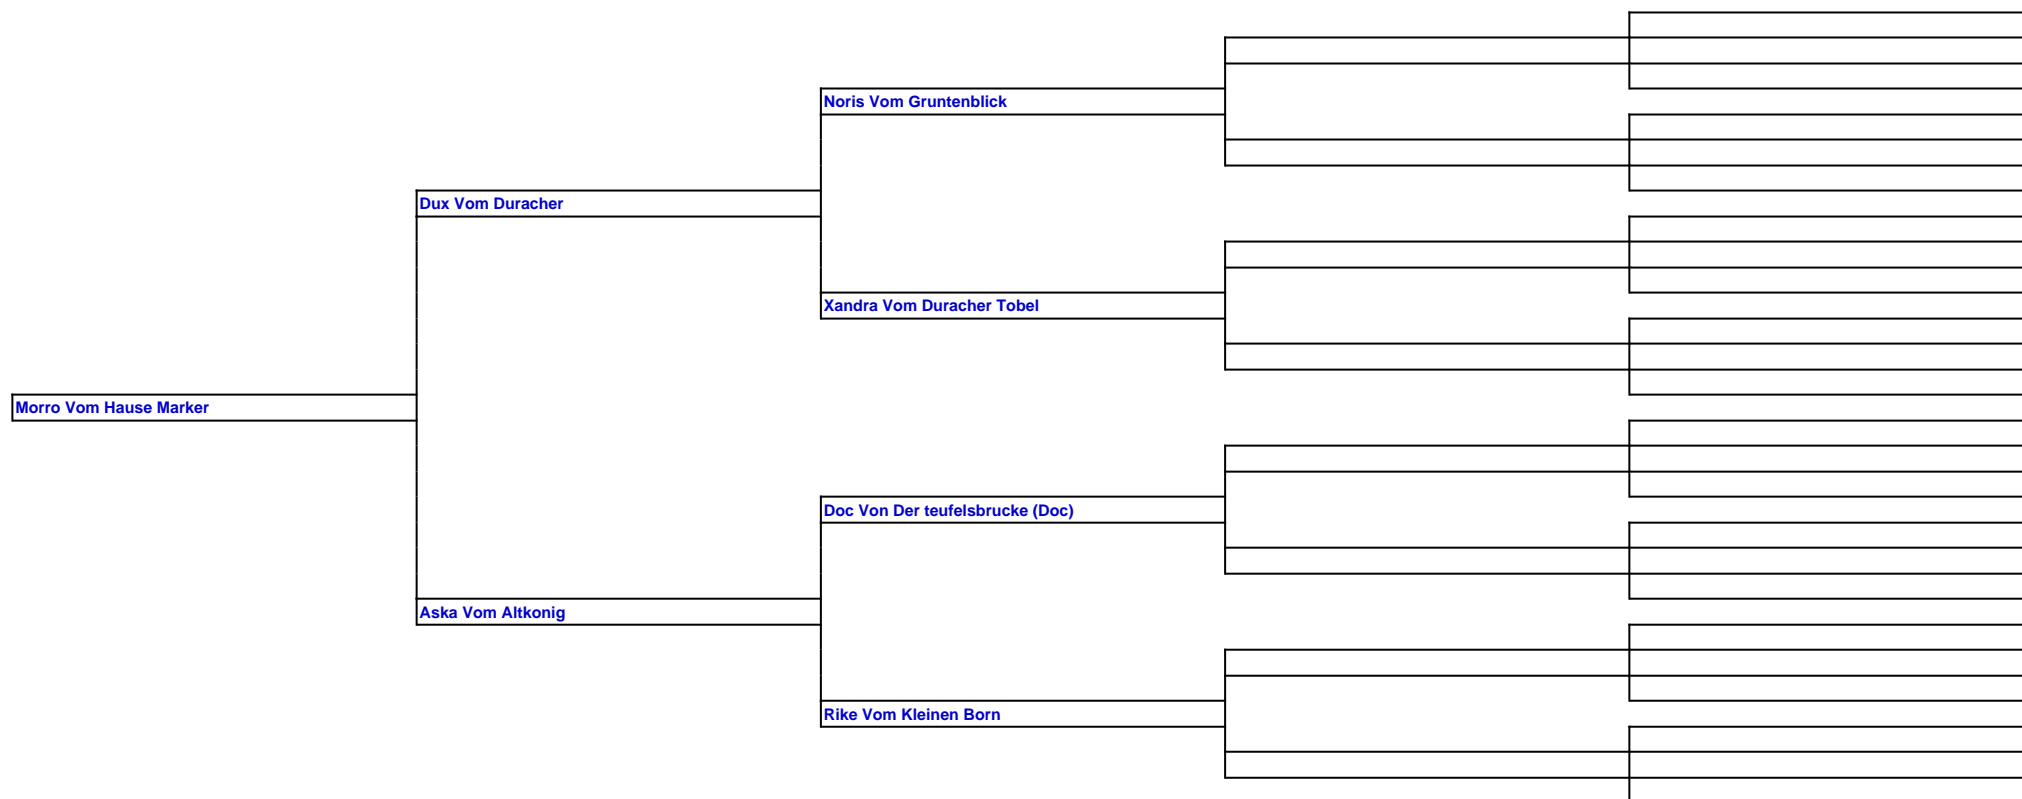 Noris Vom Gruntenblick
Dux Vom Duracher
Xandra Vom Duracher Tobel
Morro Vom Hause Marker
Doc Von Der teufelsbrucke (Doc)
Aska Vom Altkonig
Rike Vom Kleinen Born